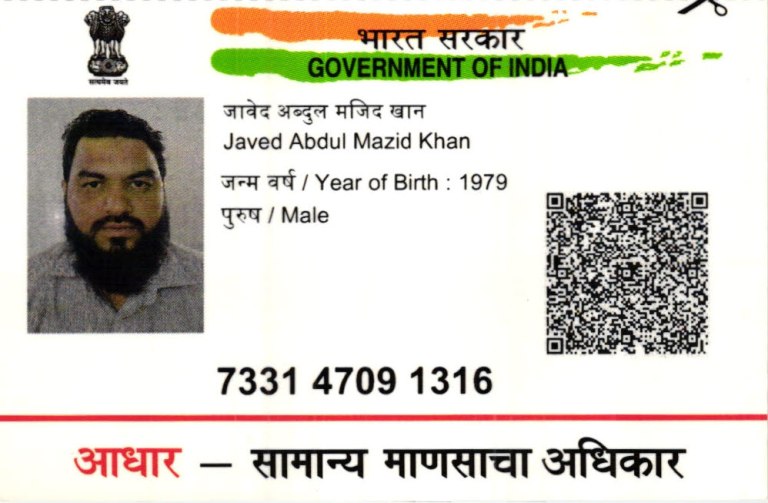 सत्यमेव जयते
भारत सरकार
GOVERNMENT OF INDIA
जावेद अब्दुल मजिद खान
Javed Abdul Mazid Khan
जन्म वर्ष / Year of Birth : 1979
पुरुष / Male
7331 4709 1316
आधार – सामान्य माणसाचा अधिकार